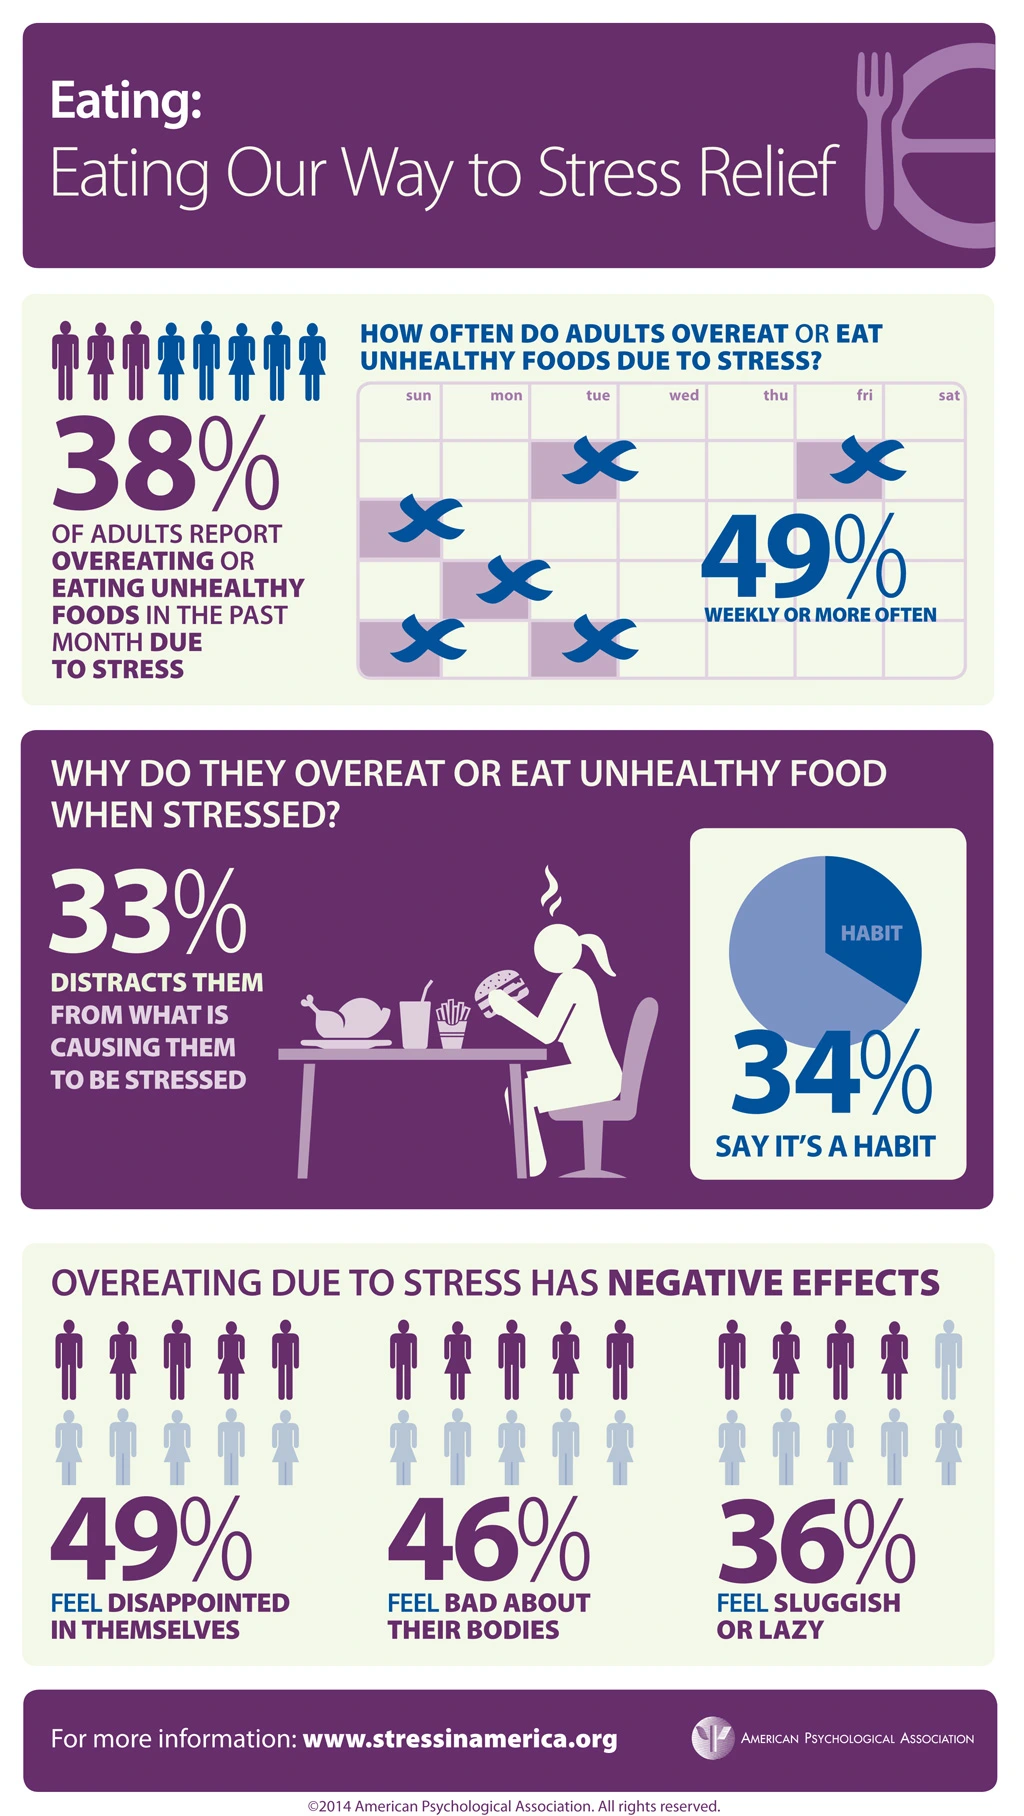 Eating:
Eating Our Way to Stress Relief
38%
OF ADULTS REPORT
OVEREATING OR
EATING UNHEALTHY
FOODS IN THE PAST
MONTH DUE
TO STRESS
HOW OFTEN DO ADULTS OVEREAT OR EAT
UNHEALTHY FOODS DUE TO STRESS?
sun mon tue wed thu fri sat
49%
WEEKLY OR MORE OFTEN
WHY DO THEY OVEREAT OR EAT UNHEALTHY FOOD
WHEN STRESSED?
33%
DISTRACTS THEM
FROM WHAT IS
CAUSING THEM
TO BE STRESSED
HABIT
34%
SAY IT'S A HABIT
OVEREATING DUE TO STRESS HAS NEGATIVE EFFECTS
49%
FEEL DISAPPOINTED
IN THEMSELVES
46%
FEEL BAD ABOUT
THEIR BODIES
36%
FEEL SLUGGISH
OR LAZY
For more information: www.stressinamerica.org
AMERICAN PSYCHOLOGICAL ASSOCIATION
©2014 American Psychological Association. All rights reserved.